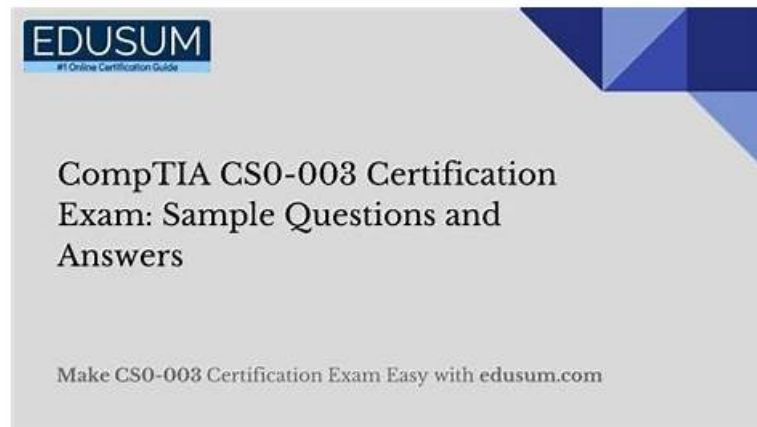 EDUSUM
#1 Online Certification Guide
CompTIA CS0-003 Certification
Exam: Sample Questions and
Answers
Make CS0-003 Certification Exam Easy with edusum.com